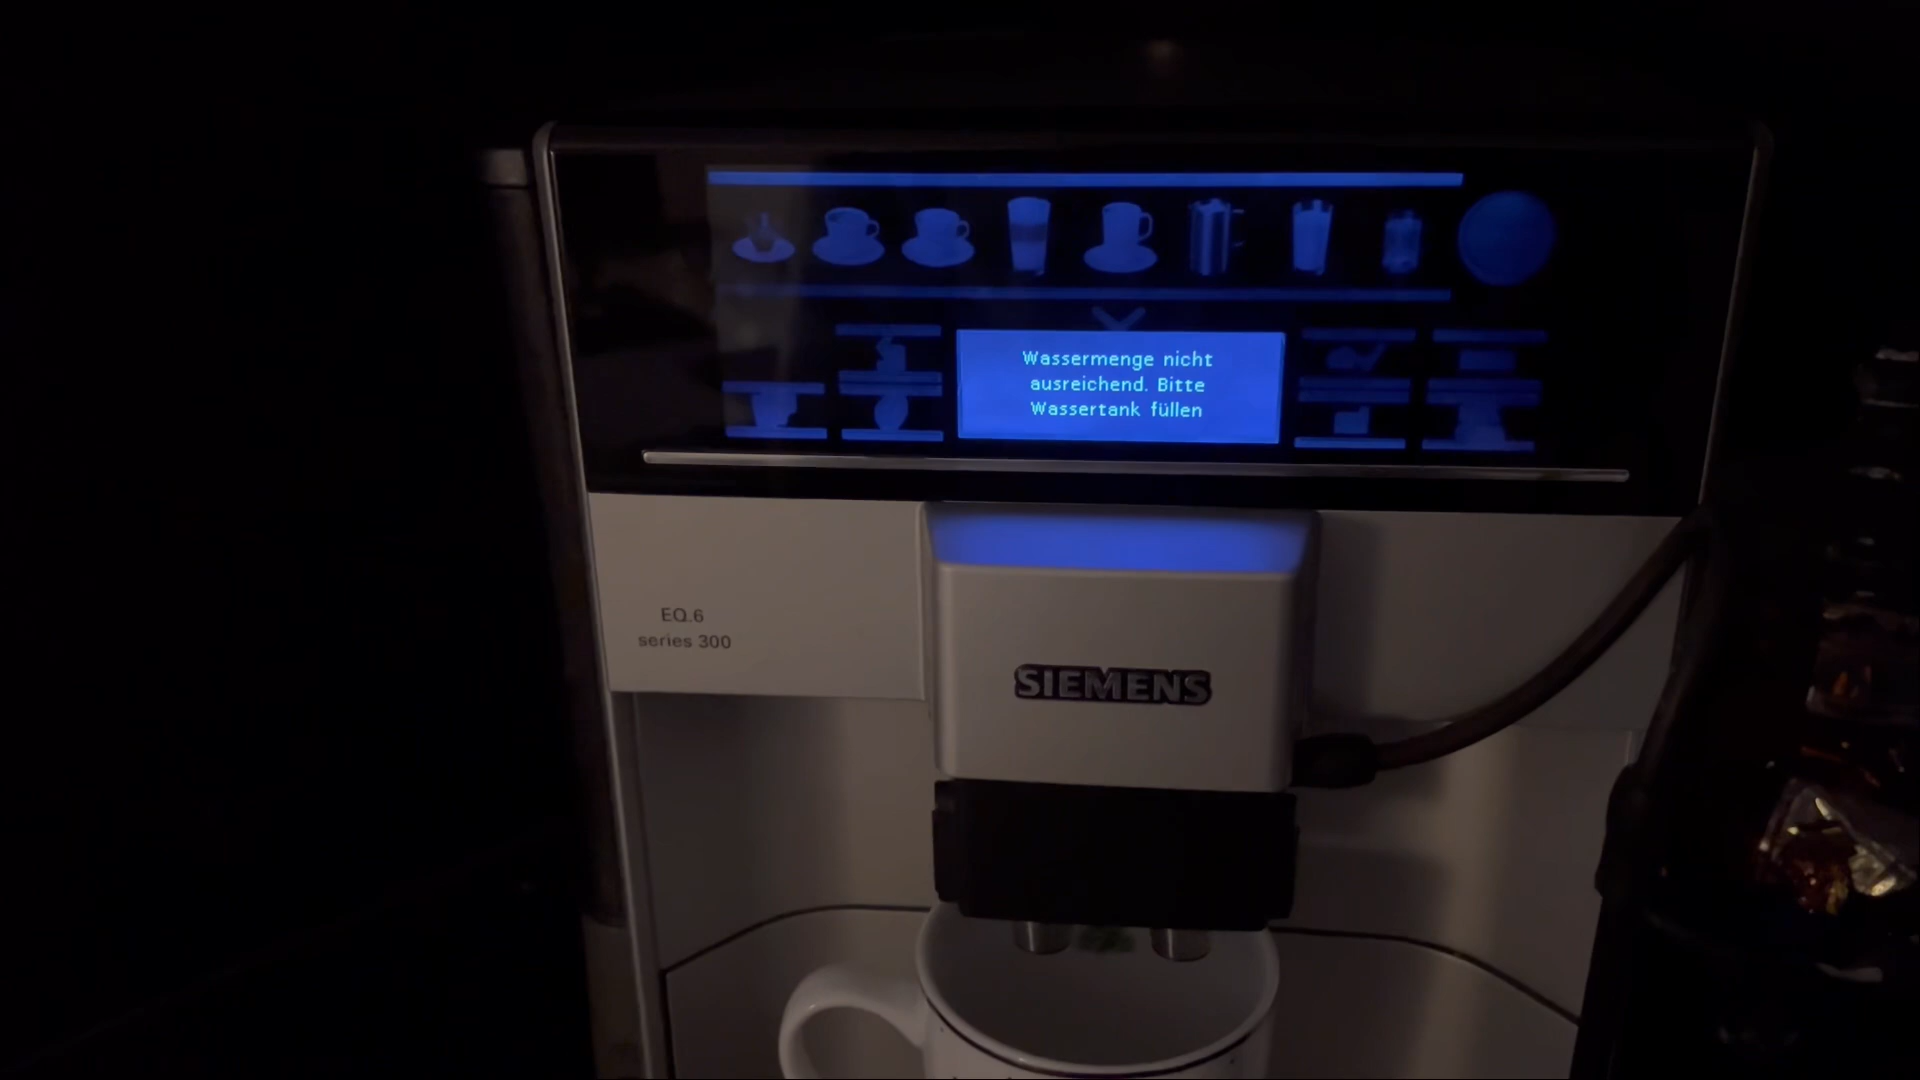 Wassermenge nicht
ausreichend. Bitte
Wassertank füllen
EQ.6
series 300
SIEMENS